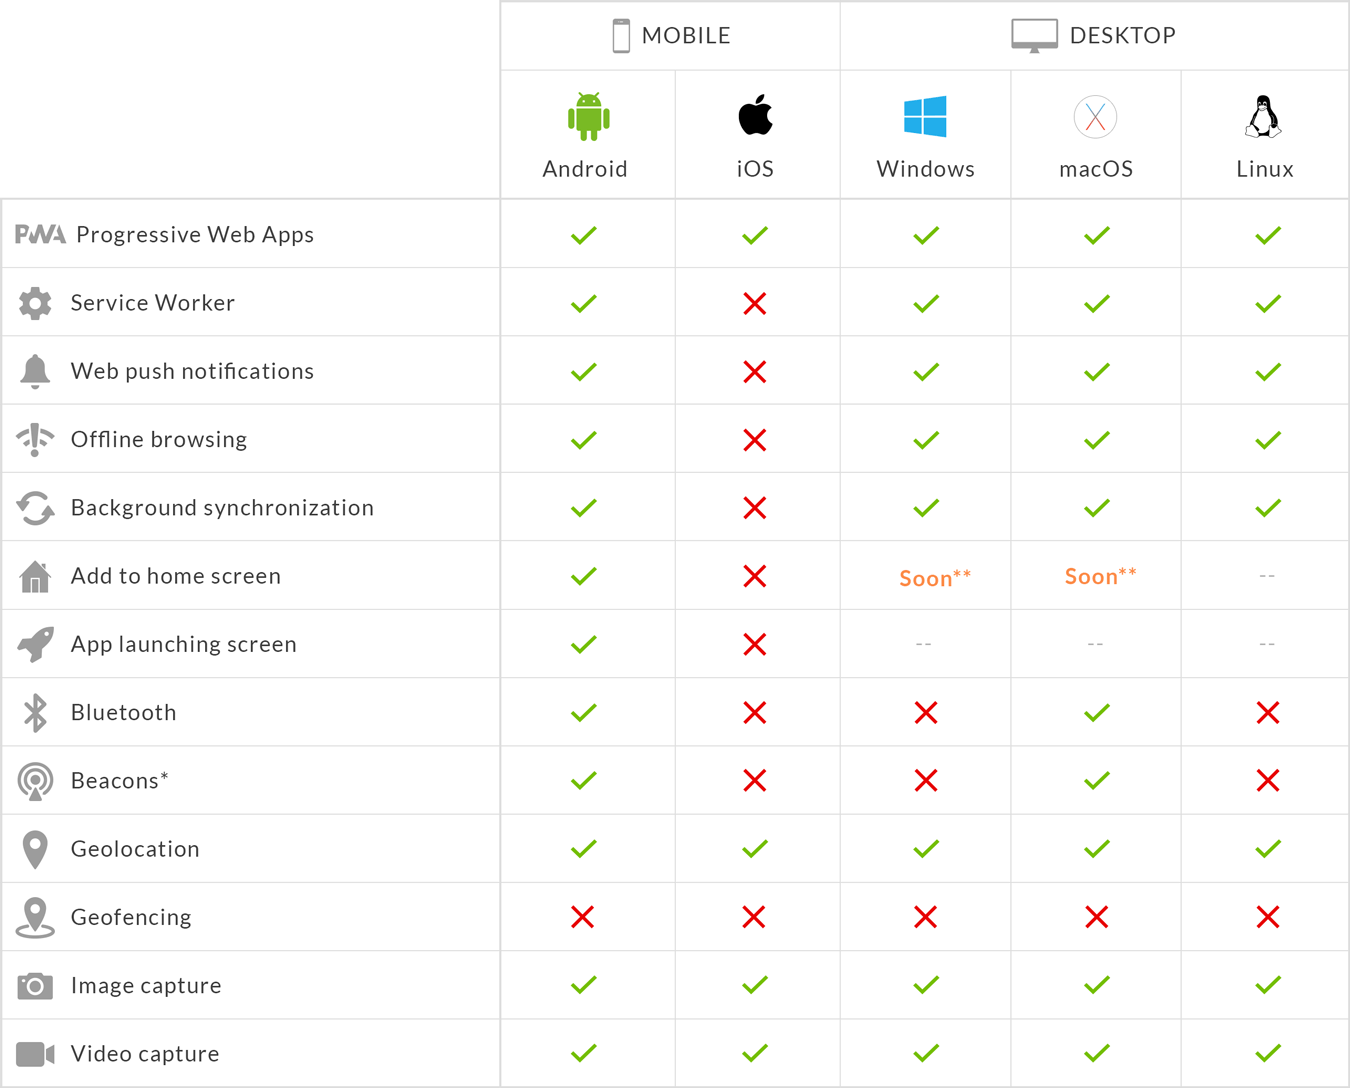 MOBILE DESKTOP
Android iOS Windows macOS Linux
PWA Progressive Web Apps
Service Worker
Web push notifications
Offline browsing
Background synchronization
Add to home screen Soon** Soon** --
App launching screen -- -- --
Bluetooth
Beacons*
Geolocation
Geofencing
Image capture
Video capture